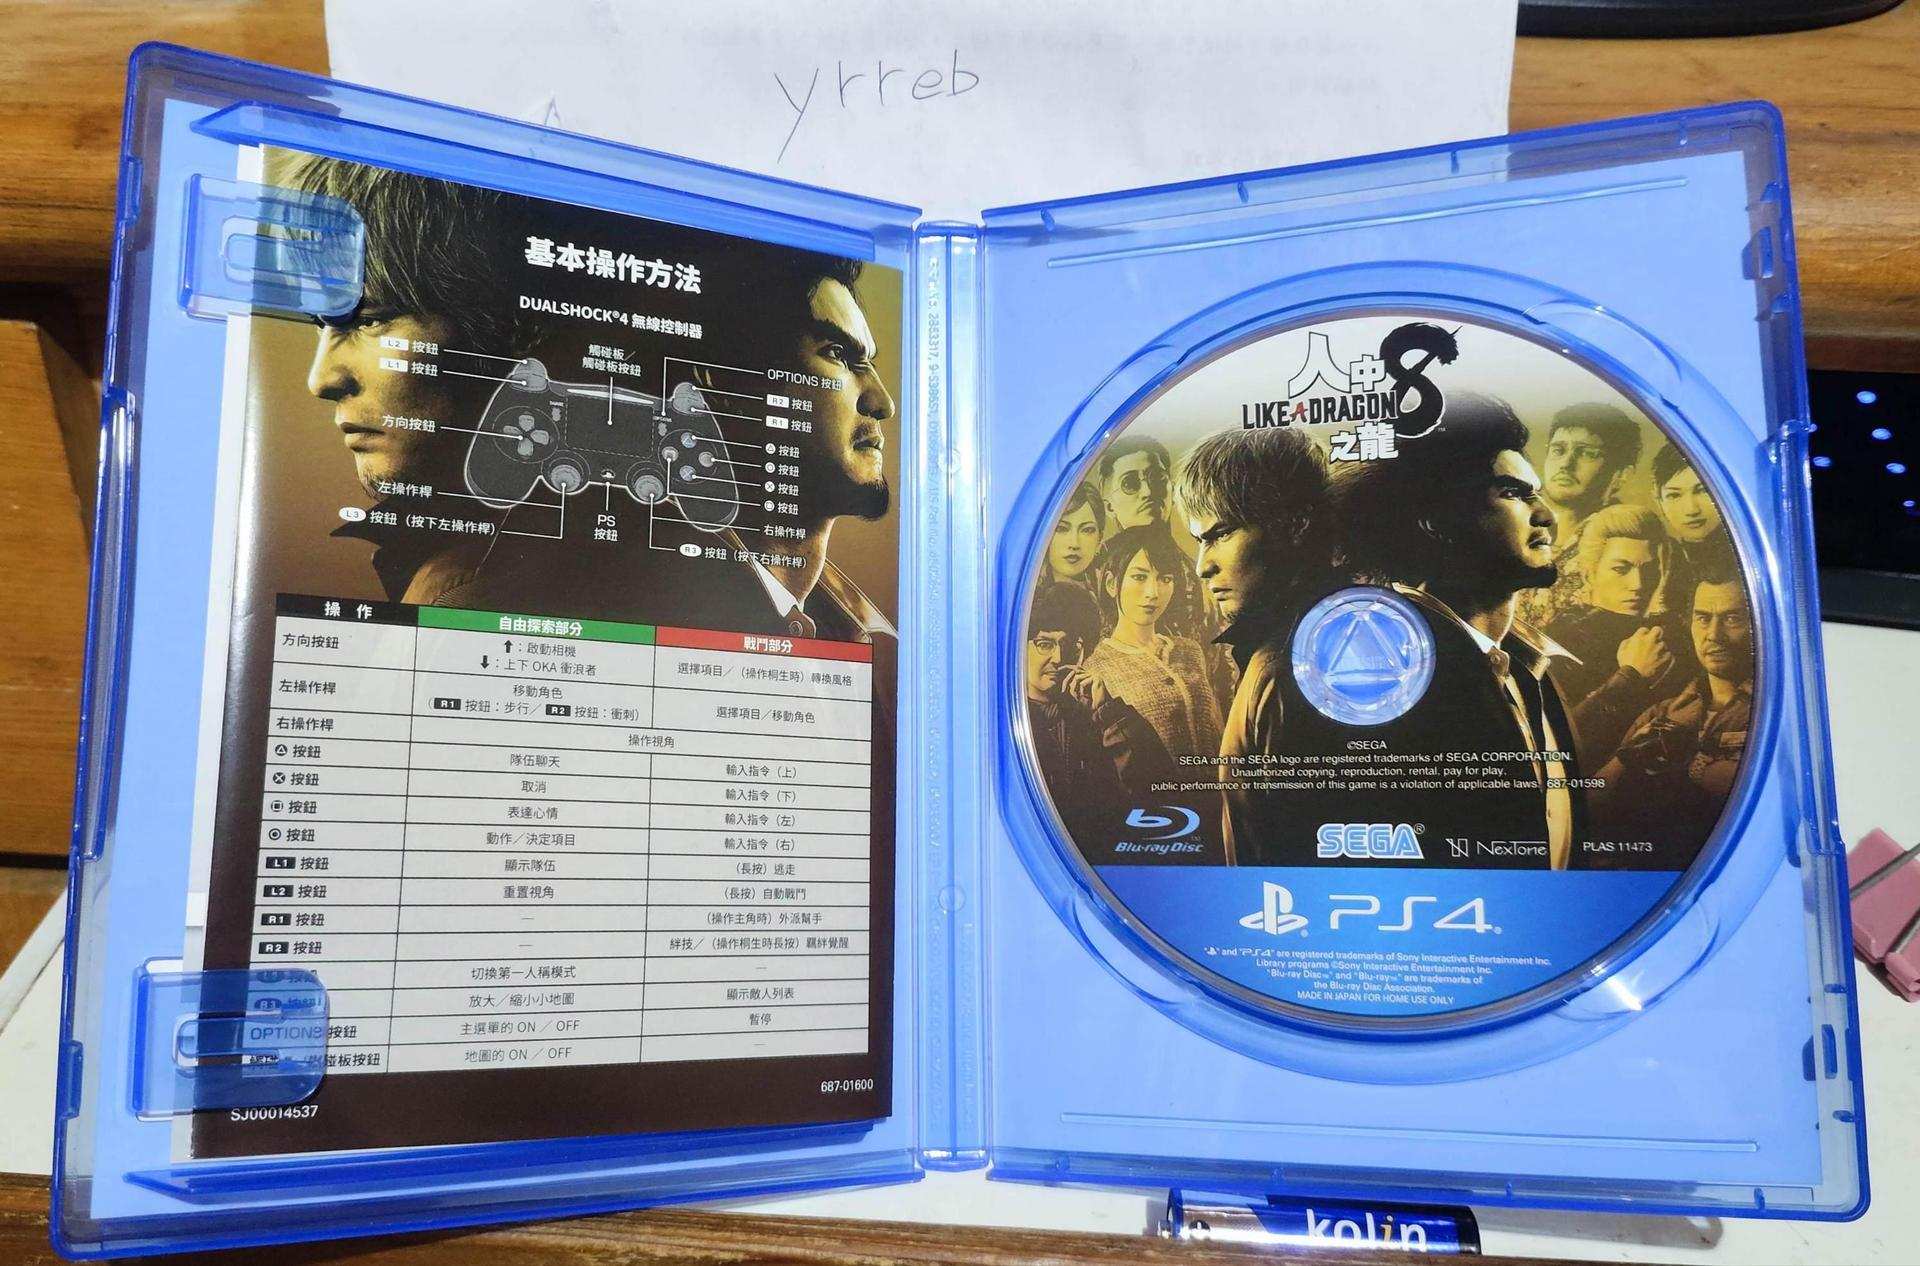 yrreb
基本操作方法
DUALSHOCK®4 無線控制器
L2 按鈕
L1 按鈕
方向按鈕
左操作桿
L3 按鈕（按下左操作桿）
觸碰板／
觸碰板按鈕
PS
按鈕
OPTIONS 按鈕
R2 按鈕
R1 按鈕
按鈕
按鈕
按鈕
按鈕
右操作桿
R3 按鈕（按下右操作桿）
操 作 自由探索部分 戰鬥部分
方向按鈕 ⬆：啟動相機 選擇項目／（操作桐生時）轉換風格
⬇：上下 OKA 衝浪者
左操作桿 移動角色 選擇項目／移動角色
（R1 按鈕：步行／R2 按鈕：衝刺）
右操作桿 操作視角
△ 按鈕 隊伍聊天 輸入指令（上）
✕ 按鈕 取消 輸入指令（下）
□ 按鈕 表達心情 輸入指令（左）
○ 按鈕 動作／決定項目 輸入指令（右）
L1 按鈕 顯示隊伍 （長按）逃走
L2 按鈕 重置視角 （長按）自動戰鬥
R1 按鈕 — （操作主角時）外派幫手
R2 按鈕 — 絆技／（操作桐生時長按）羈絆覺醒
按鈕 切換第一人稱模式 —
按鈕 放大／縮小小地圖 顯示敵人列表
OPTIONS 按鈕 主選單的 ON ／ OFF 暫停
碰板按鈕 地圖的 ON ／ OFF —
687-01600
SJ00014537
人中之龍8
LIKE A DRAGON
©SEGA
SEGA and the SEGA logo are registered trademarks of SEGA CORPORATION.
Unauthorized copying, reproduction, rental, pay for play,
public performance or transmission of this game is a violation of applicable laws. 687-01598
Blu-ray Disc
SEGA®
NexTone
PLAS 11473
PS4
"PS" and "PS4" are registered trademarks of Sony Interactive Entertainment Inc.
Library programs ©Sony Interactive Entertainment Inc.
"Blu-ray Disc™" and "Blu-ray™" are trademarks of
the Blu-ray Disc Association.
MADE IN JAPAN FOR HOME USE ONLY
kolin